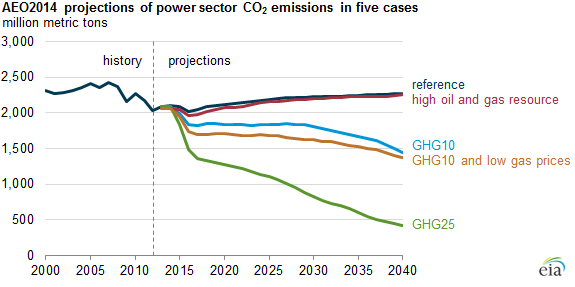 AEO2014 projections of power sector CO₂ emissions in five cases
million metric tons
3,000
history
projections
2,500
reference
high oil and gas resource
2,000
1,500
GHG10
GHG10 and low gas prices
1,000
500
GHG25
0
2000 2005 2010 2015 2020 2025 2030 2035 2040
eia